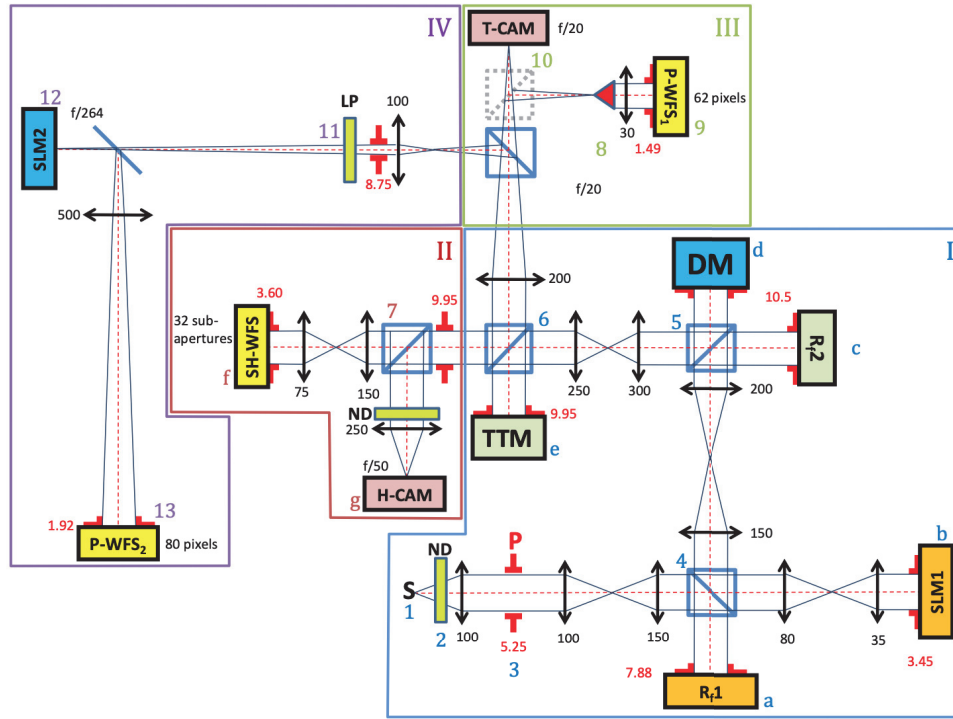 T-CAM
f/20
IV
III
10
P-WFS1
62 pixels
9
30
8
1.49
12
f/264
LP
11
100
SLM2
8.75
f/20
500
II
I
DM
d
200
10.5
3.60
9.95
32 sub-
apertures
7
6
5
SH-WFS
f
Rf2
c
75
150
250
300
200
ND
250
9.95
TTM
e
f/50
g
H-CAM
1.92
13
P-WFS2
80 pixels
150
b
ND
P
4
S
1
SLM1
2
100
5.25
100
150
80
35
3
7.88
3.45
Rf1
a